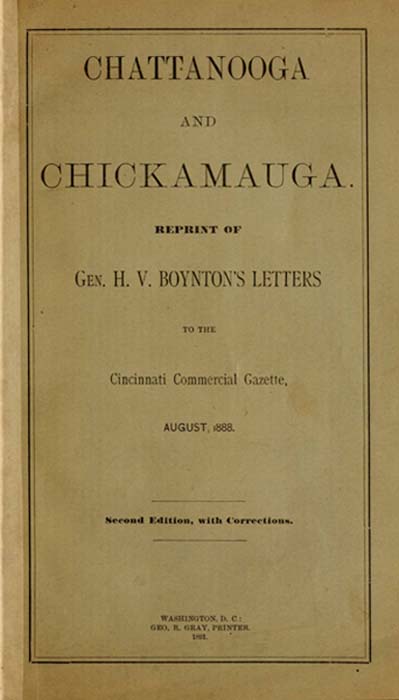 CHATTANOOGA
AND
CHICKAMAUGA.
REPRINT OF
GEN. H. V. BOYNTON'S LETTERS
TO THE
Cincinnati Commercial Gazette,
AUGUST, 1888.
Second Edition, with Corrections.
WASHINGTON, D. C.:
GEO. R. GRAY, PRINTER.
1891.